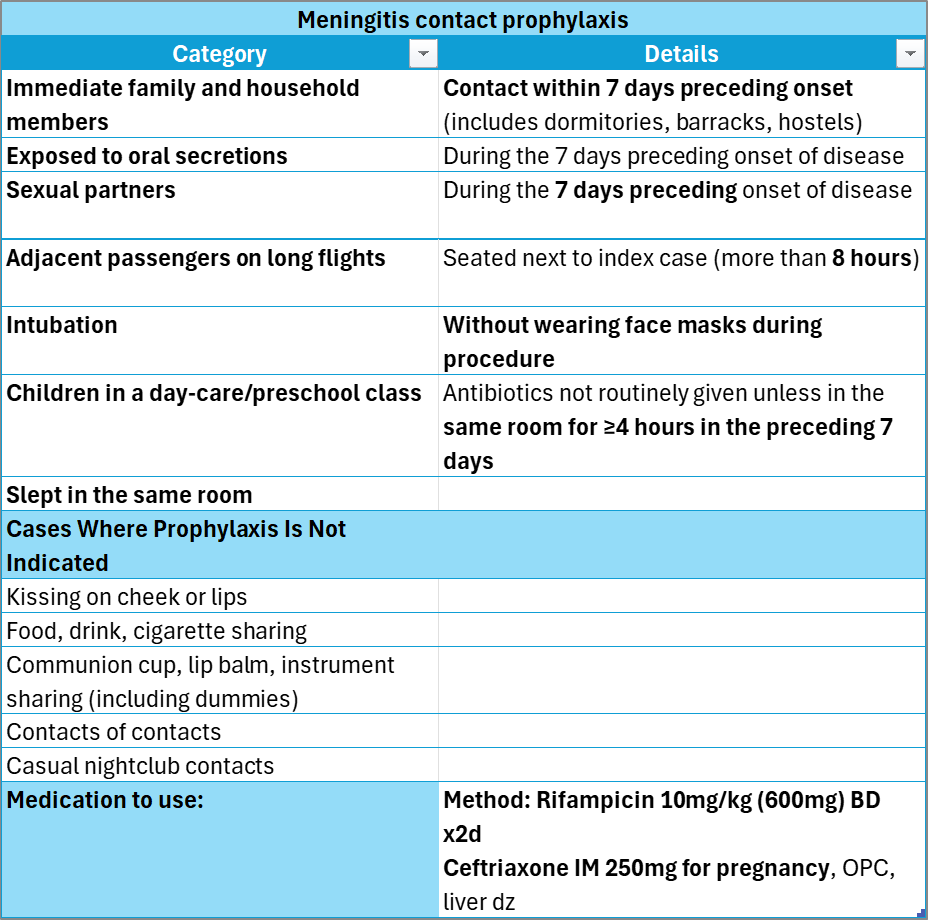 Meningitis contact prophylaxis
Category Details
Immediate family and household
members
Contact within 7 days preceding onset
(includes dormitories, barracks, hostels)
Exposed to oral secretions
During the 7 days preceding onset of disease
Sexual partners
During the 7 days preceding onset of disease
Adjacent passengers on long flights
Seated next to index case (more than 8 hours)
Intubation
Without wearing face masks during
procedure
Children in a day-care/preschool class
Antibiotics not routinely given unless in the
same room for ≥4 hours in the preceding 7
days
Slept in the same room
Cases Where Prophylaxis Is Not
Indicated
Kissing on cheek or lips
Food, drink, cigarette sharing
Communion cup, lip balm, instrument
sharing (including dummies)
Contacts of contacts
Casual nightclub contacts
Medication to use:
Method: Rifampicin 10mg/kg (600mg) BD
x2d
Ceftriaxone IM 250mg for pregnancy, OPC,
liver dz